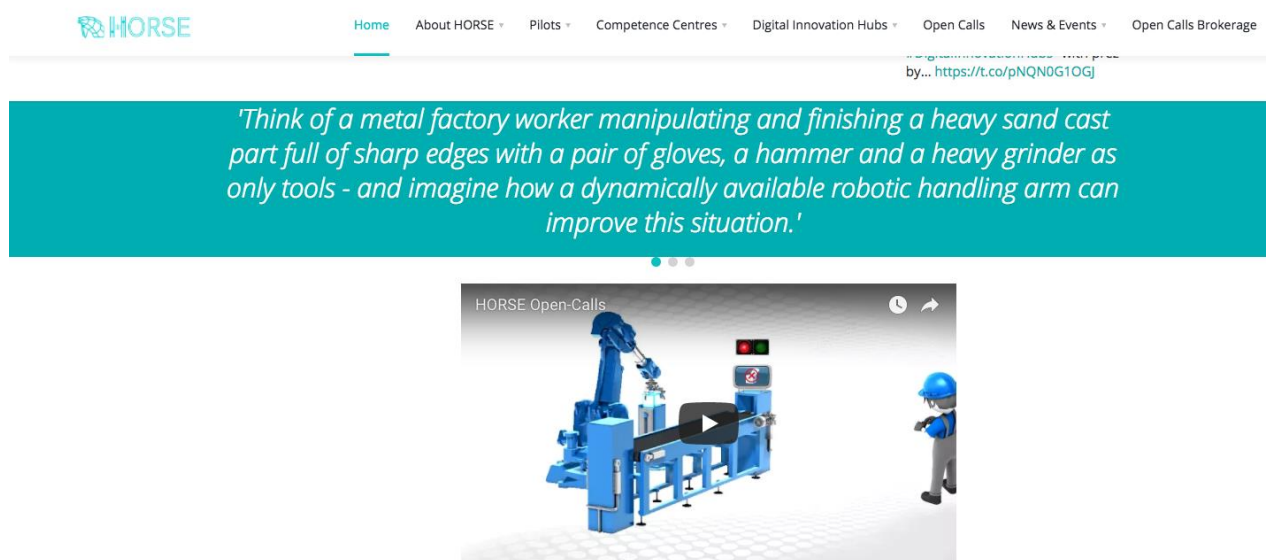 HORSE
Home About HORSE Pilots Competence Centres Digital Innovation Hubs Open Calls News & Events Open Calls Brokerage
by... https://t.co/pNQN0G1OGJ
'Think of a metal factory worker manipulating and finishing a heavy sand cast
part full of sharp edges with a pair of gloves, a hammer and a heavy grinder as
only tools - and imagine how a dynamically available robotic handling arm can
improve this situation.'
HORSE Open-Calls